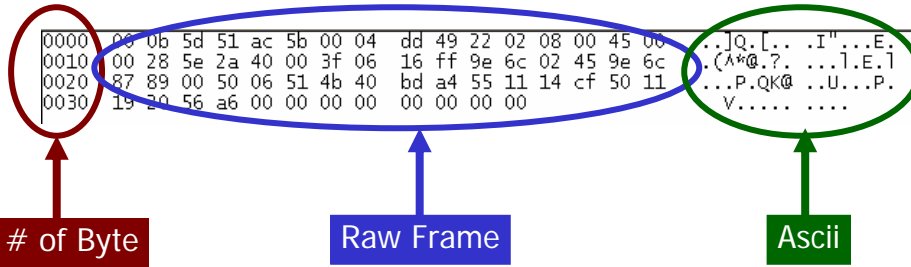 0000 00 0b 5d 51 ac 5b 00 04 dd 49 22 02 08 00 45 00 ..]Q.[.. .I"...E.
0010 00 28 5e 2a 40 00 3f 06 16 ff 9e 6c 02 45 9e 6c .(^*@.?. ...l.E.l
0020 87 89 00 50 06 51 4b 40 bd a4 55 11 14 cf 50 11 ...P.QK@ ..U...P.
0030 19 20 56 a6 00 00 00 00 00 00 00 00 V..... ....
# of Byte Raw Frame Ascii